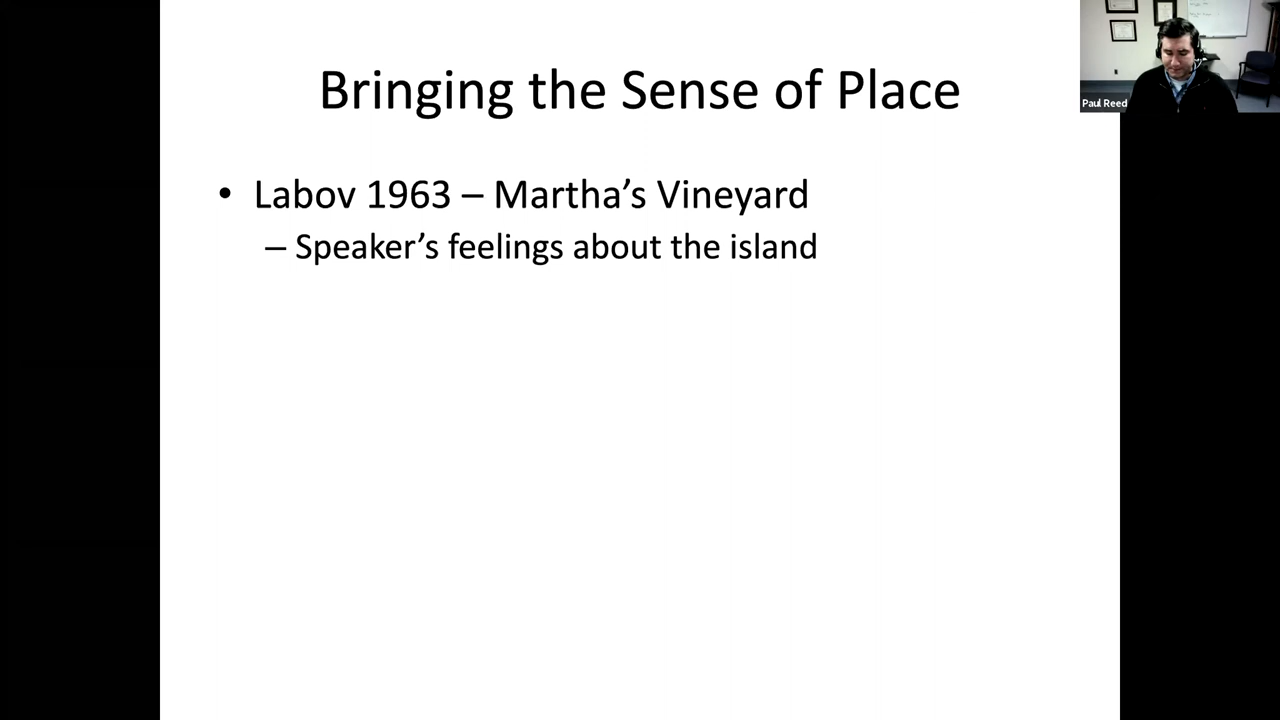 Bringing the Sense of Place
• Labov 1963 – Martha’s Vineyard
– Speaker’s feelings about the island
Paul Reed